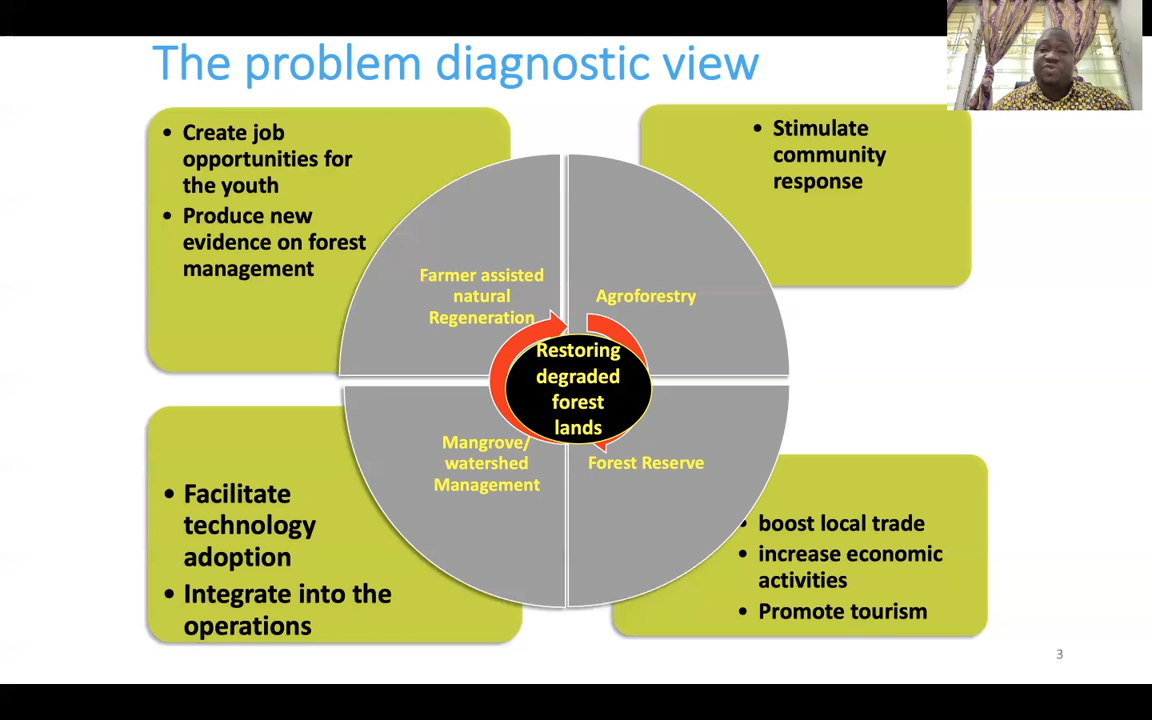 The problem diagnostic view
• Create job
opportunities for
the youth
• Produce new
evidence on forest
management
• Stimulate
community
response
Farmer assisted
natural
Regeneration
Agroforestry
Restoring
degraded
forest
lands
Mangrove/
watershed
Management
Forest Reserve
• Facilitate
technology
adoption
• Integrate into the
operations
• boost local trade
• increase economic
activities
• Promote tourism
3